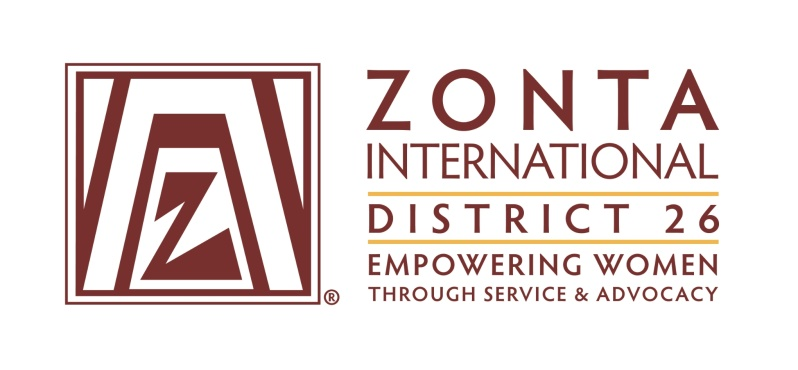 ZONTA
INTERNATIONAL
DISTRICT 26
EMPOWERING WOMEN
THROUGH SERVICE & ADVOCACY
Z
®